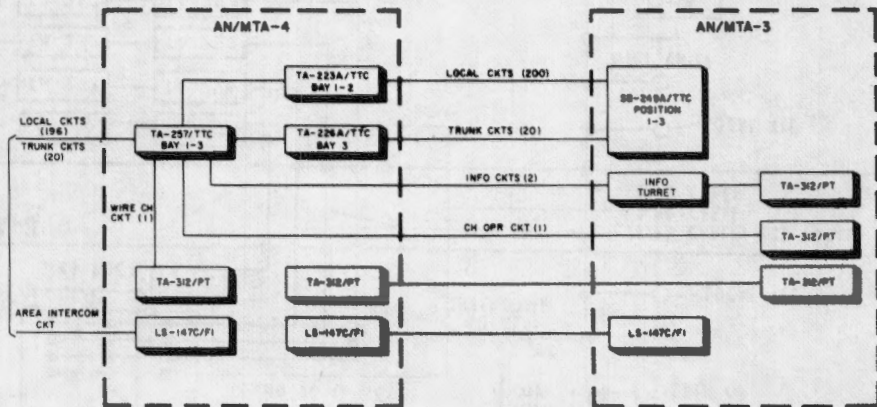 AN/MTA-4
AN/MTA-3
TA-223A/TTC
BAY 1-2
LOCAL CKTS (200)
SB-249A/TTC
POSITION
1-3
LOCAL CKTS
(196)
TRUNK CKTS
(20)
TA-257/TTC
BAY 1-3
TA-226A/TTC
BAY 3
TRUNK CKTS (20)
INFO CKTS (2)
INFO
TURRET
TA-312/PT
WIRE CH
CKT (1)
CH OPR CKT (1)
TA-312/PT
TA-312/PT
TA-312/PT
TA-312/PT
AREA INTERCOM
CKT
LS-147C/FI
LS-147C/FI
LS-147C/FI